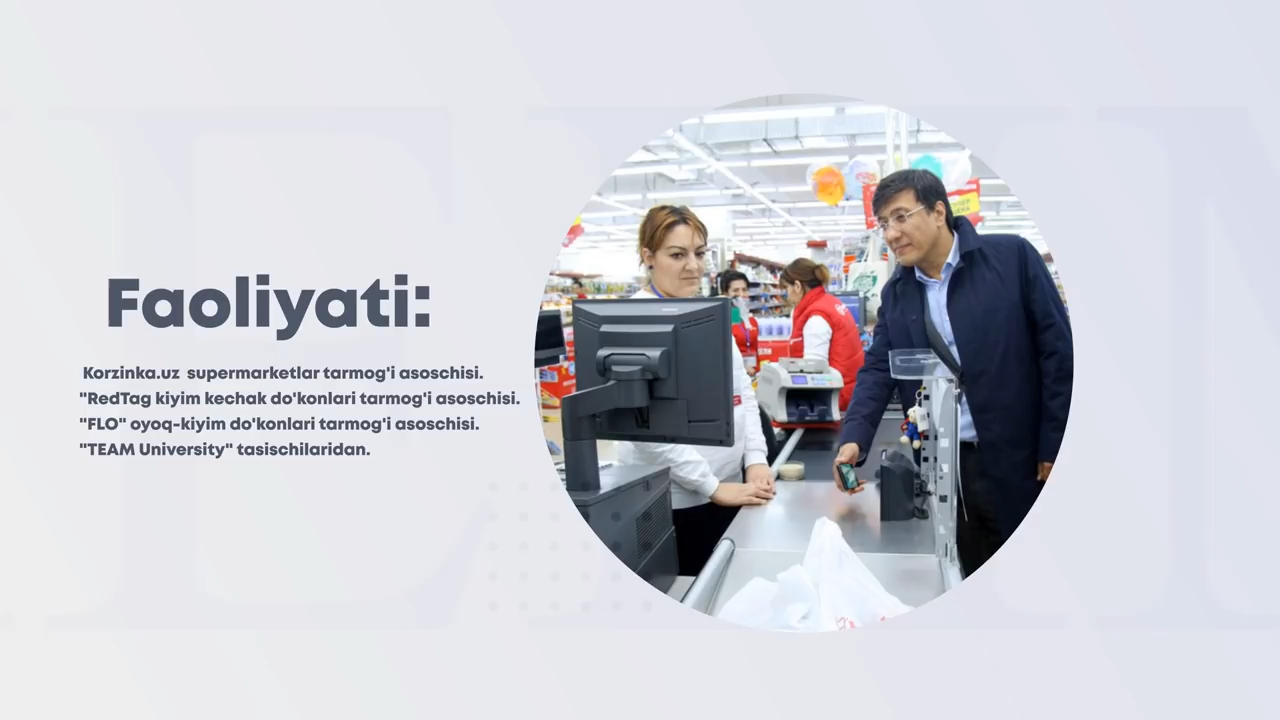 Faoliyati:
Korzinka.uz supermarketlar tarmog'i asoschisi.
"RedTag kiyim kechak do'konlari tarmog'i asoschisi.
"FLO" oyoq-kiyim do'konlari tarmog'i asoschisi.
"TEAM University" tasischilaridan.